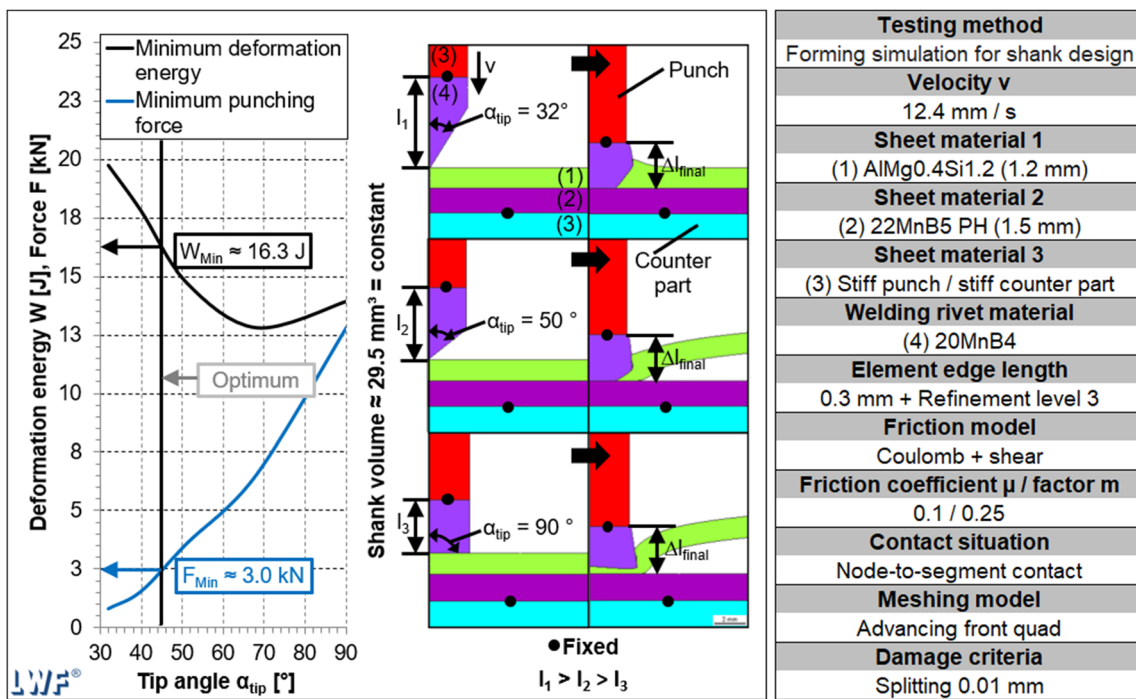 25
23
20
18
15
13
10
8
5
3
0
Deformation energy W [J], Force F [kN]
Minimum deformation
energy
Minimum punching
force
W_Min ≈ 16.3 J
Optimum
F_Min ≈ 3.0 kN
30 40 50 60 70 80 90
Tip angle α_tip [°]
LWF®
Shank volume ≈ 29.5 mm³ = constant
(3)
(4)
v
l_1
α_tip = 32°
Punch
Δl_final
(1)
(2)
(3)
Counter
part
l_2
α_tip = 50 °
Δl_final
l_3
α_tip = 90 °
Δl_final
2 mm
●Fixed
l_1 > l_2 > l_3
Testing method
Forming simulation for shank design
Velocity v
12.4 mm / s
Sheet material 1
(1) AlMg0.4Si1.2 (1.2 mm)
Sheet material 2
(2) 22MnB5 PH (1.5 mm)
Sheet material 3
(3) Stiff punch / stiff counter part
Welding rivet material
(4) 20MnB4
Element edge length
0.3 mm + Refinement level 3
Friction model
Coulomb + shear
Friction coefficient µ / factor m
0.1 / 0.25
Contact situation
Node-to-segment contact
Meshing model
Advancing front quad
Damage criteria
Splitting 0.01 mm